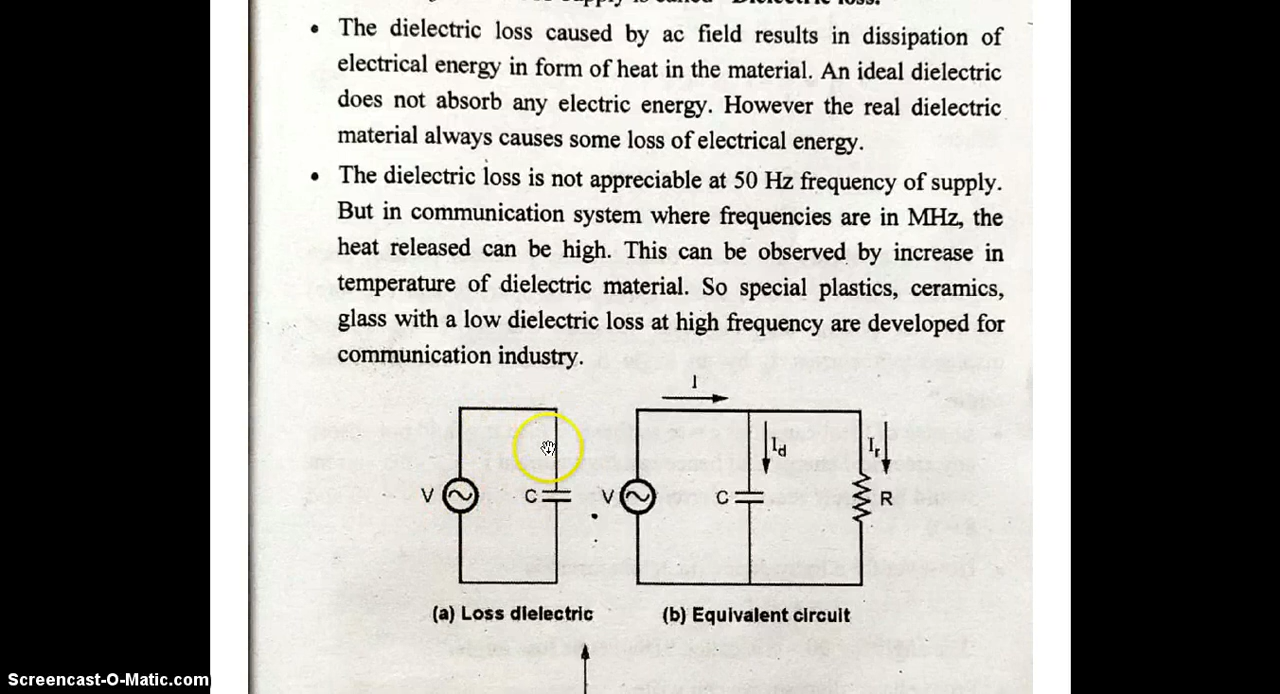 Dielectric loss.
• The dielectric loss caused by ac field results in dissipation of
electrical energy in form of heat in the material. An ideal dielectric
does not absorb any electric energy. However the real dielectric
material always causes some loss of electrical energy.
• The dielectric loss is not appreciable at 50 Hz frequency of supply.
But in communication system where frequencies are in MHz, the
heat released can be high. This can be observed by increase in
temperature of dielectric material. So special plastics, ceramics,
glass with a low dielectric loss at high frequency are developed for
communication industry.
I
V C V C Id Ir R
(a) Loss dielectric (b) Equivalent circuit
Screencast-O-Matic.com